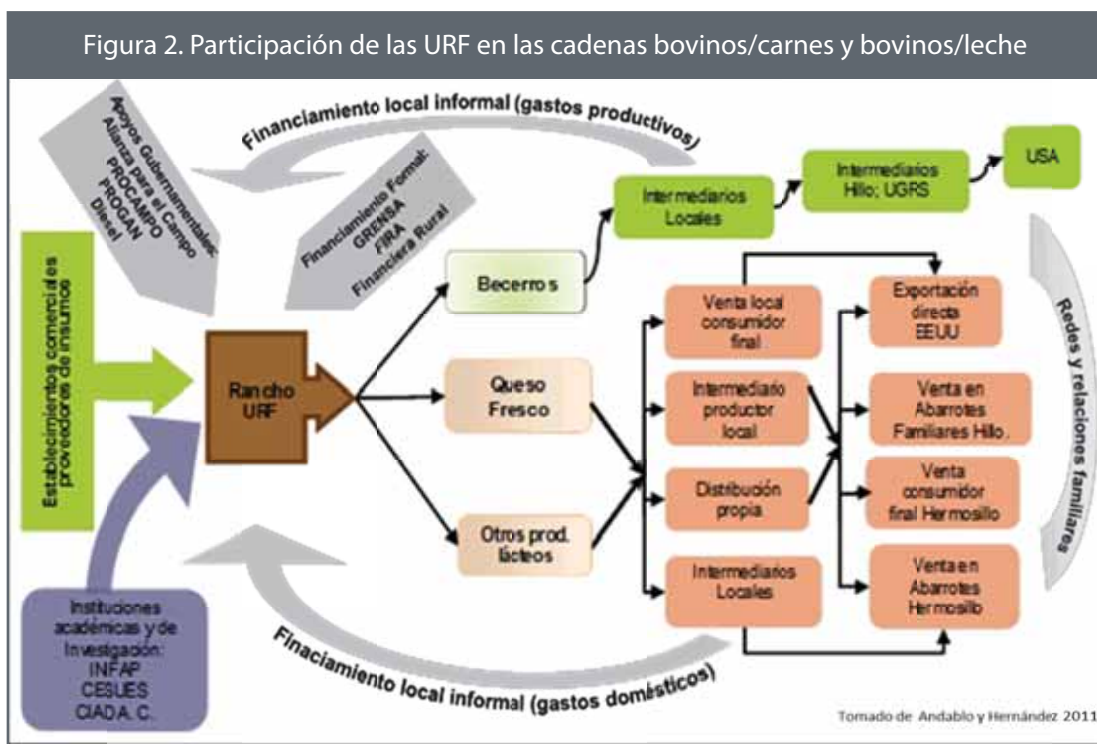 Figura 2. Participación de las URF en las cadenas bovinos/carnes y bovinos/leche
Apoyos Gubernamentales:
Alianza para el Campo
PROCAMPO
PROGAN
Diesel
Financiamiento local informal (gastos productivos)
Financiamiento Formal:
GRENSA
FIRA
Financiera Rural
Intermediarios
Locales
Intermediarios
Hillo; UGRS
USA
Establecimientos comerciales
proveedores de insumos
Rancho
URF
Becerros
Queso
Fresco
Otros prod.
lácteos
Venta local
consumidor
final
Intermediario
productor
local
Distribución
propia
Intermediarios
Locales
Exportación
directa
EEUU
Venta en
Abarrotes
Familiares Hillo.
Venta
consumidor
final Hermosillo
Venta en
Abarrotes
Hermosillo
Redes y relaciones familiares
Instituciones
académicas y de
Investigación:
INFAP
CESUES
CIADA. C.
Finaciamiento local informal (gastos domésticos)
Tomado de Andablo y Hernández 2011